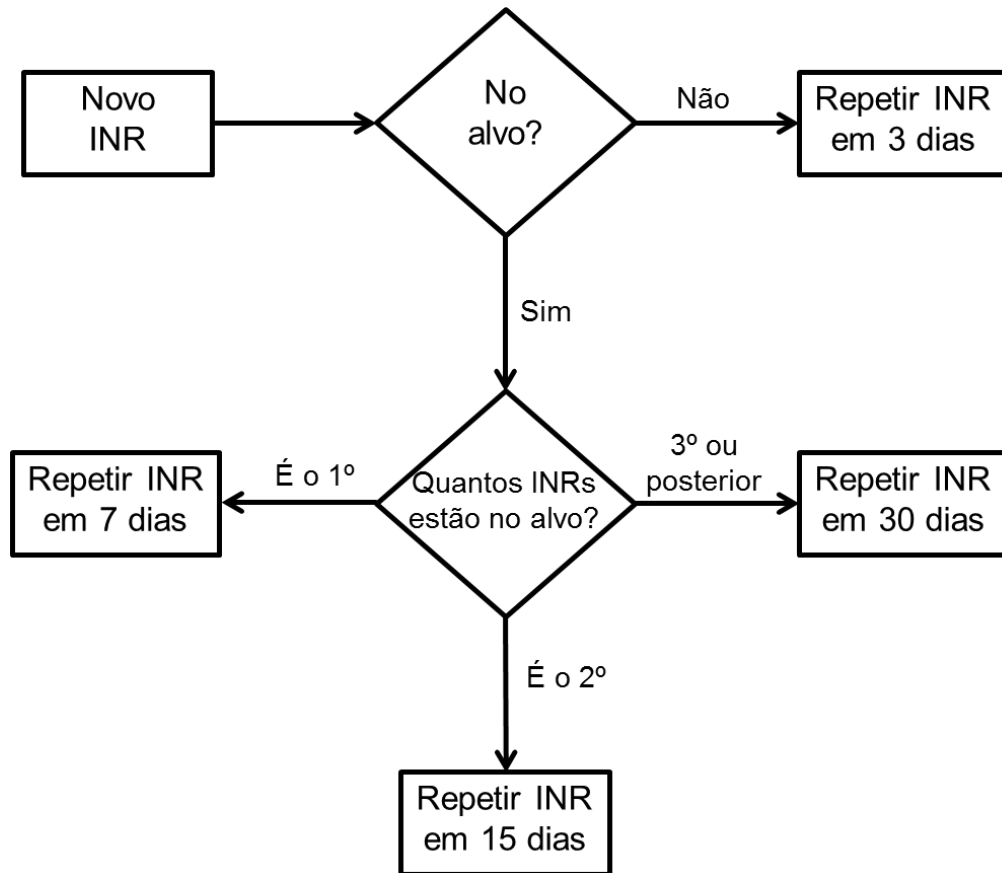 Novo
INR
No
alvo?
Não
Repetir INR
em 3 dias
Sim
Repetir INR
em 7 dias
É o 1º
Quantos INRs
estão no alvo?
3º ou
posterior
Repetir INR
em 30 dias
É o 2º
Repetir INR
em 15 dias